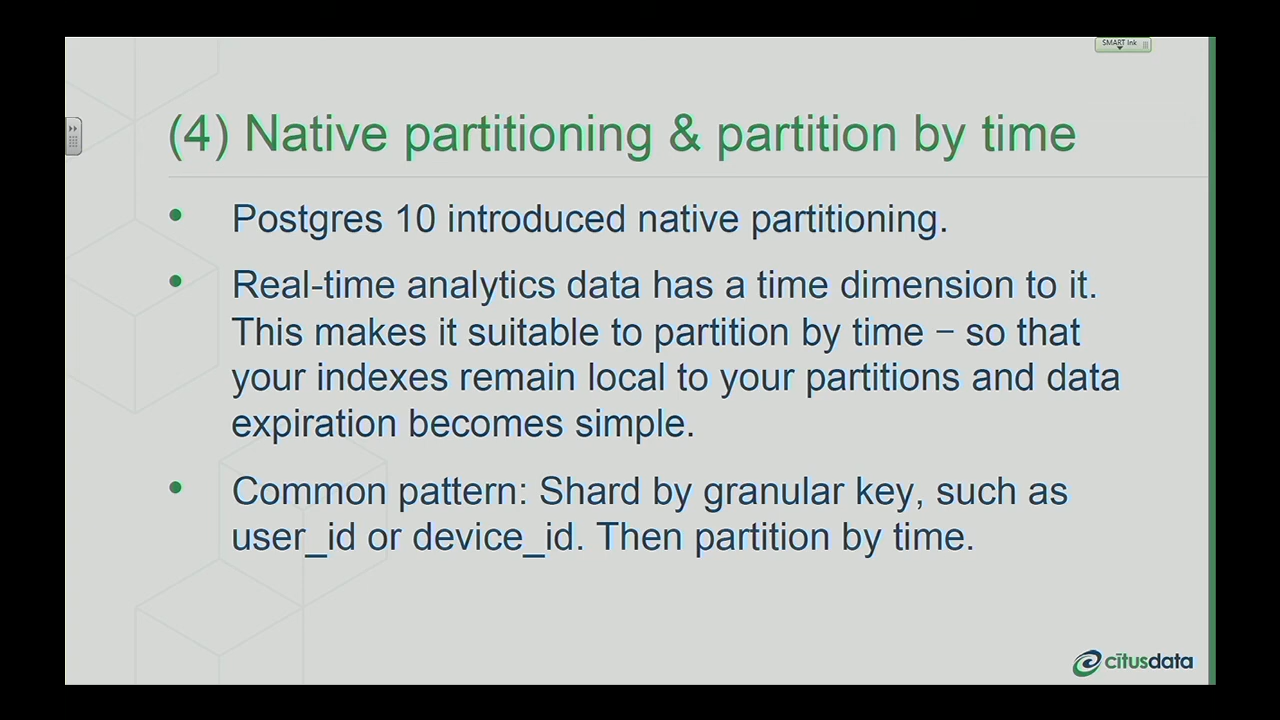 SMART Ink
(4) Native partitioning & partition by time
• Postgres 10 introduced native partitioning.
• Real-time analytics data has a time dimension to it.
This makes it suitable to partition by time – so that
your indexes remain local to your partitions and data
expiration becomes simple.
• Common pattern: Shard by granular key, such as
user_id or device_id. Then partition by time.
citusdata